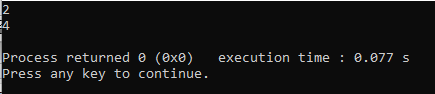 2
4
Process returned 0 (0x0)   execution time : 0.077 s
Press any key to continue.